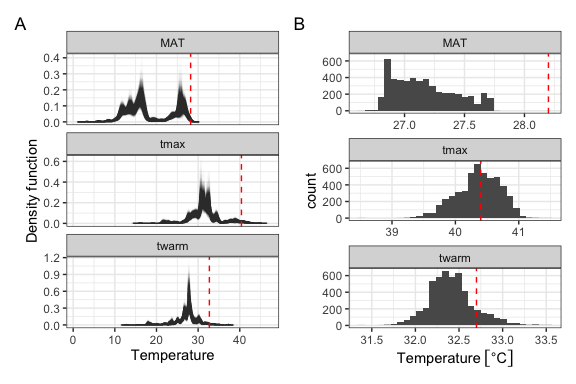 A
B
MAT
0.4
0.3
0.2
0.1
0.0
tmax
0.6
0.3
0.0
twarm
1.2
0.9
0.6
0.3
0.0
0 10 20 30 40
Density function
Temperature
MAT
600
400
200
0
27.0 27.5 28.0
tmax
600
400
200
0
39 40 41
twarm
600
400
200
0
31.5 32.0 32.5 33.0 33.5
count
Temperature [°C]